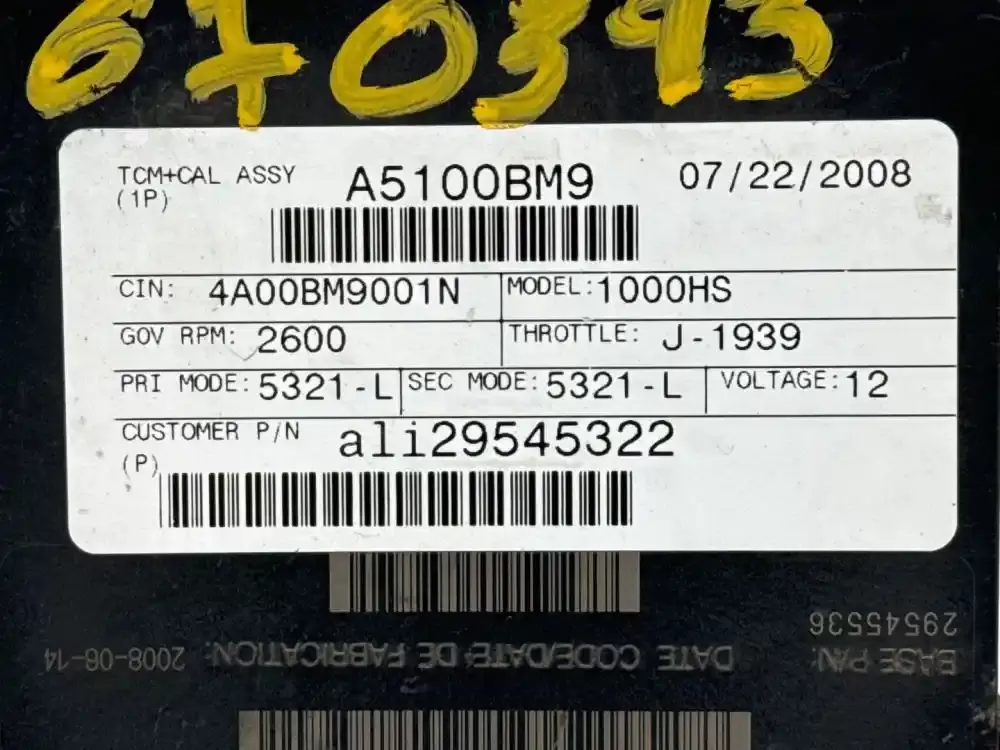 670393
TCM+CAL ASSY A5100BM9 07/22/2008
(1P)
CIN: 4A00BM9001N MODEL: 1000HS
GOV RPM: 2600 THROTTLE: J-1939
PRI MODE: 5321-L SEC MODE: 5321-L VOLTAGE: 12
CUSTOMER P/N ali29545322
(P)
BASE P/N: 29545536
DATE CODE/DATE DE FABRICATION: 2008-06-14